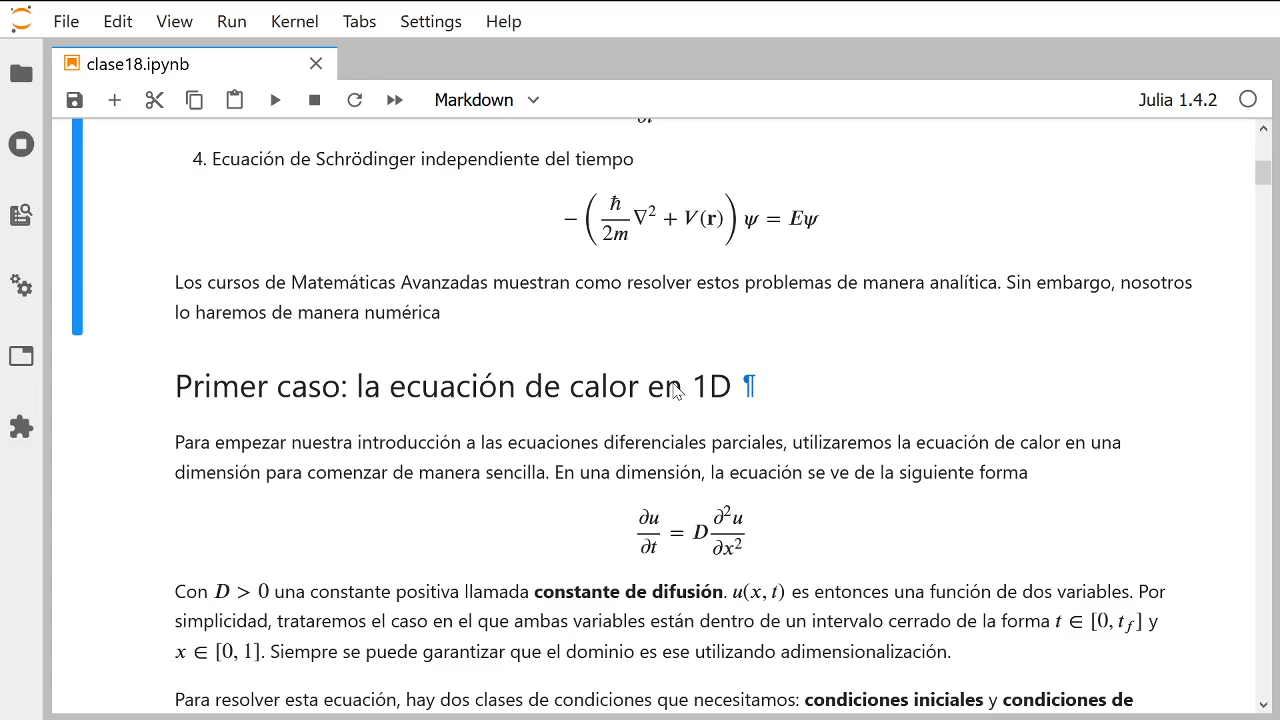 File Edit View Run Kernel Tabs Settings Help
clase18.ipynb
Markdown
Julia 1.4.2
∂t
4. Ecuación de Schrödinger independiente del tiempo
− ( ℏ/2m ∇² + V(r) ) ψ = Eψ
Los cursos de Matemáticas Avanzadas muestran como resolver estos problemas de manera analítica. Sin embargo, nosotros
lo haremos de manera numérica
Primer caso: la ecuación de calor en 1D ¶
Para empezar nuestra introducción a las ecuaciones diferenciales parciales, utilizaremos la ecuación de calor en una
dimensión para comenzar de manera sencilla. En una dimensión, la ecuación se ve de la siguiente forma
∂u/∂t = D ∂²u/∂x²
Con D > 0 una constante positiva llamada constante de difusión. u(x, t) es entonces una función de dos variables. Por
simplicidad, trataremos el caso en el que ambas variables están dentro de un intervalo cerrado de la forma t ∈ [0, t_f] y
x ∈ [0, 1]. Siempre se puede garantizar que el dominio es ese utilizando adimensionalización.
Para resolver esta ecuación, hay dos clases de condiciones que necesitamos: condiciones iniciales y condiciones de